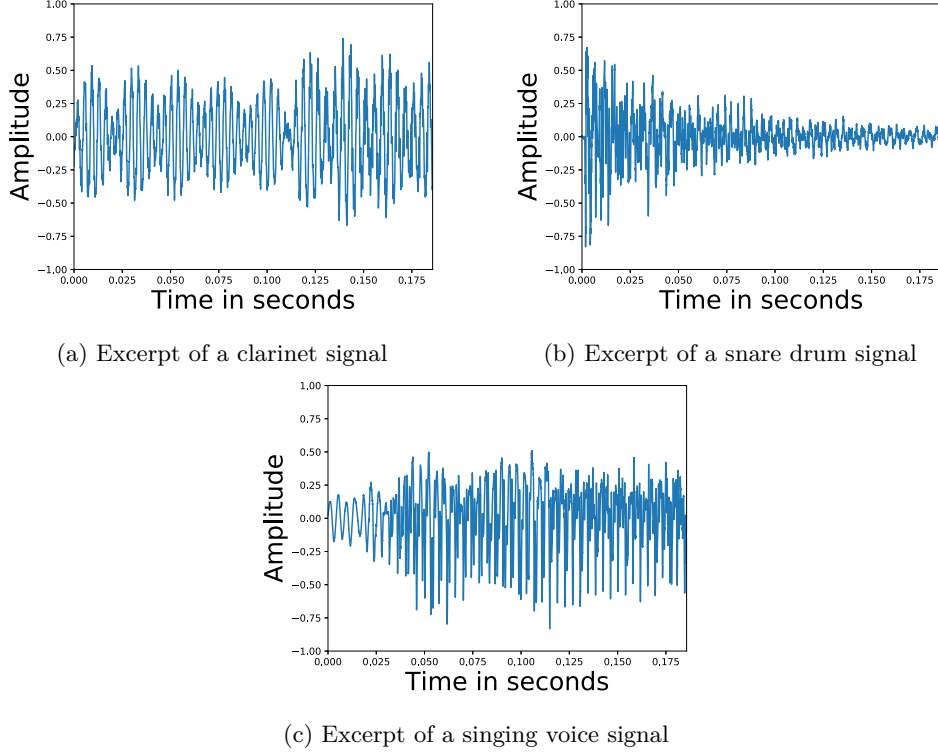 1.00
0.75
0.50
0.25
0.00
−0.25
−0.50
−0.75
−1.00
Amplitude
0.000 0.025 0.050 0.075 0.100 0.125 0.150 0.175
Time in seconds
(a) Excerpt of a clarinet signal
1.00
0.75
0.50
0.25
0.00
−0.25
−0.50
−0.75
−1.00
Amplitude
0.000 0.025 0.050 0.075 0.100 0.125 0.150 0.175
Time in seconds
(b) Excerpt of a snare drum signal
1.00
0.75
0.50
0.25
0.00
−0.25
−0.50
−0.75
−1.00
Amplitude
0.000 0.025 0.050 0.075 0.100 0.125 0.150 0.175
Time in seconds
(c) Excerpt of a singing voice signal